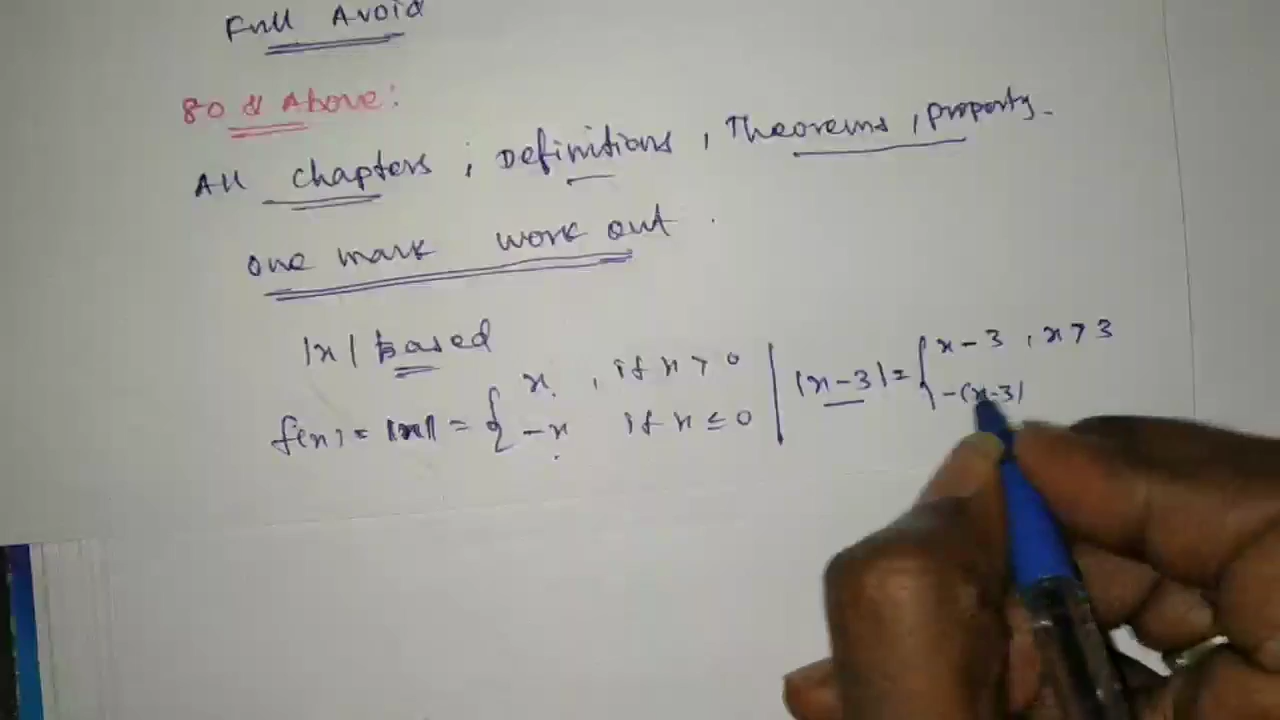 Full Avoid
80 & Above:
All chapters ; Definitions , Theorems , property.
one mark work out .
|x| based
f(x) = |x| = { x , if x > 0
-x if x ≤ 0
|x-3| = { x-3 , x > 3
-(x-3)